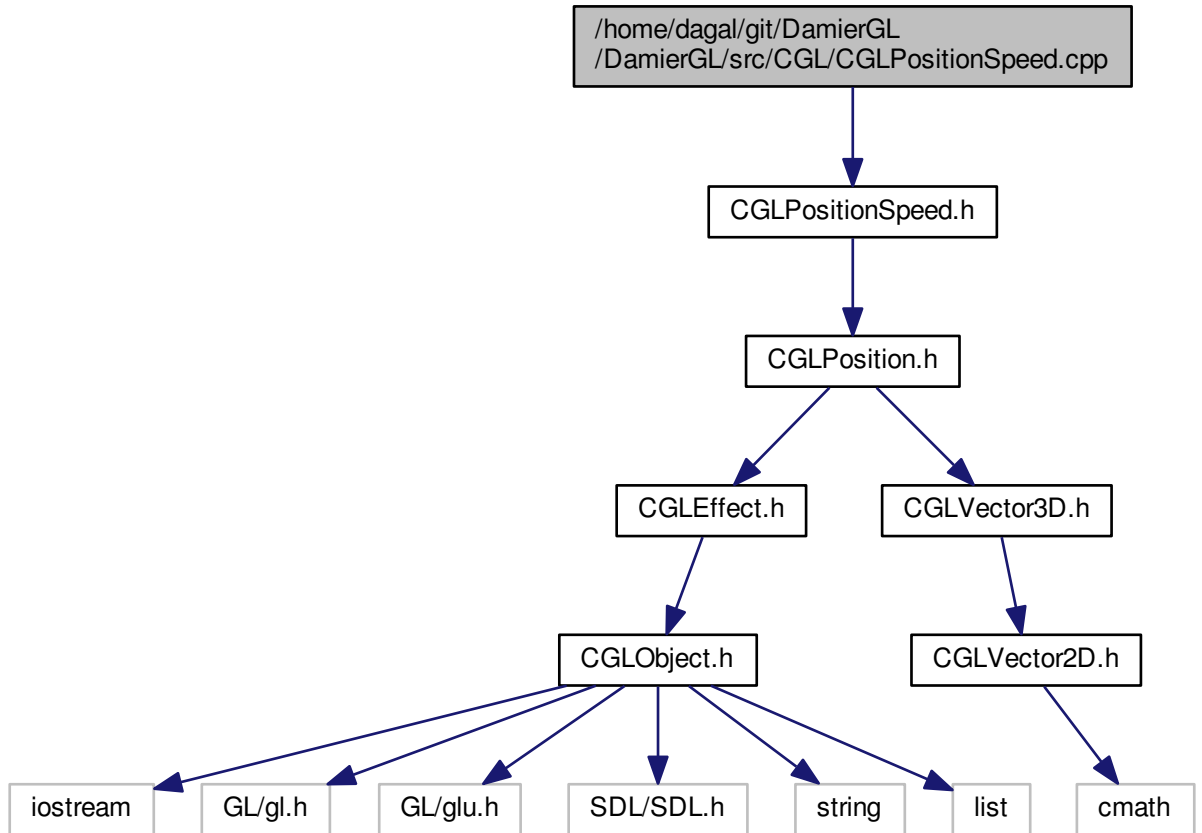 /home/dagal/git/DamierGL
/DamierGL/src/CGL/CGLPositionSpeed.cpp
CGLPositionSpeed.h
CGLPosition.h
CGLEffect.h
CGLVector3D.h
CGLObject.h
CGLVector2D.h
iostream
GL/gl.h
GL/glu.h
SDL/SDL.h
string
list
cmath